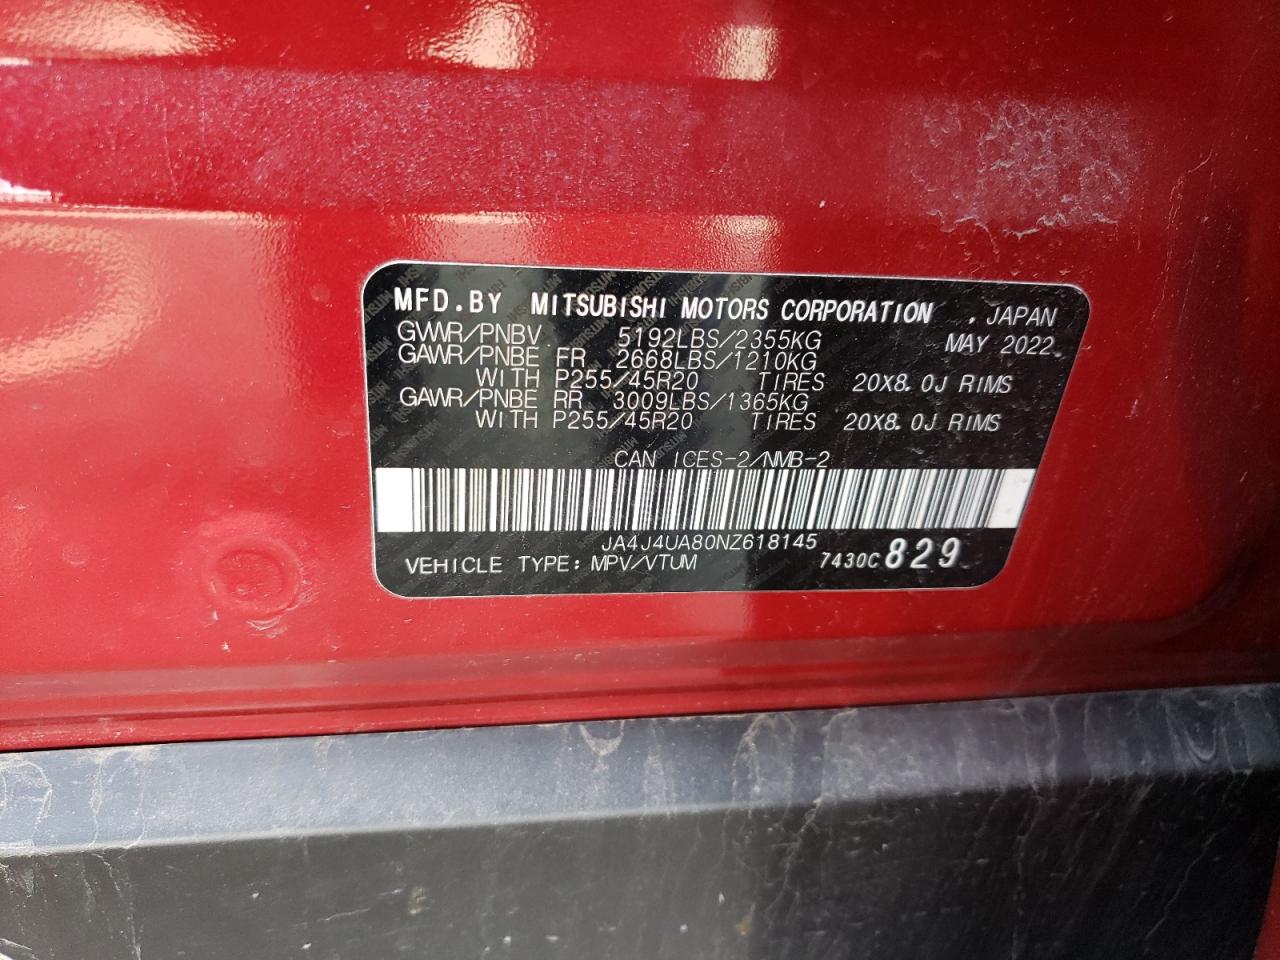 MFD.BY MITSUBISHI MOTORS CORPORATION . JAPAN
GVWR/PNBV 5192LBS/2355KG MAY 2022
GAWR/PNBE FR 2668LBS/1210KG
WITH P255/45R20 TIRES 20X8.0J RIMS
GAWR/PNBE RR 3009LBS/1365KG
WITH P255/45R20 TIRES 20X8.0J RIMS
CAN ICES-2/NMB-2
JA4J4UA80NZ618145
VEHICLE TYPE: MPV/VTUM 7430C 829